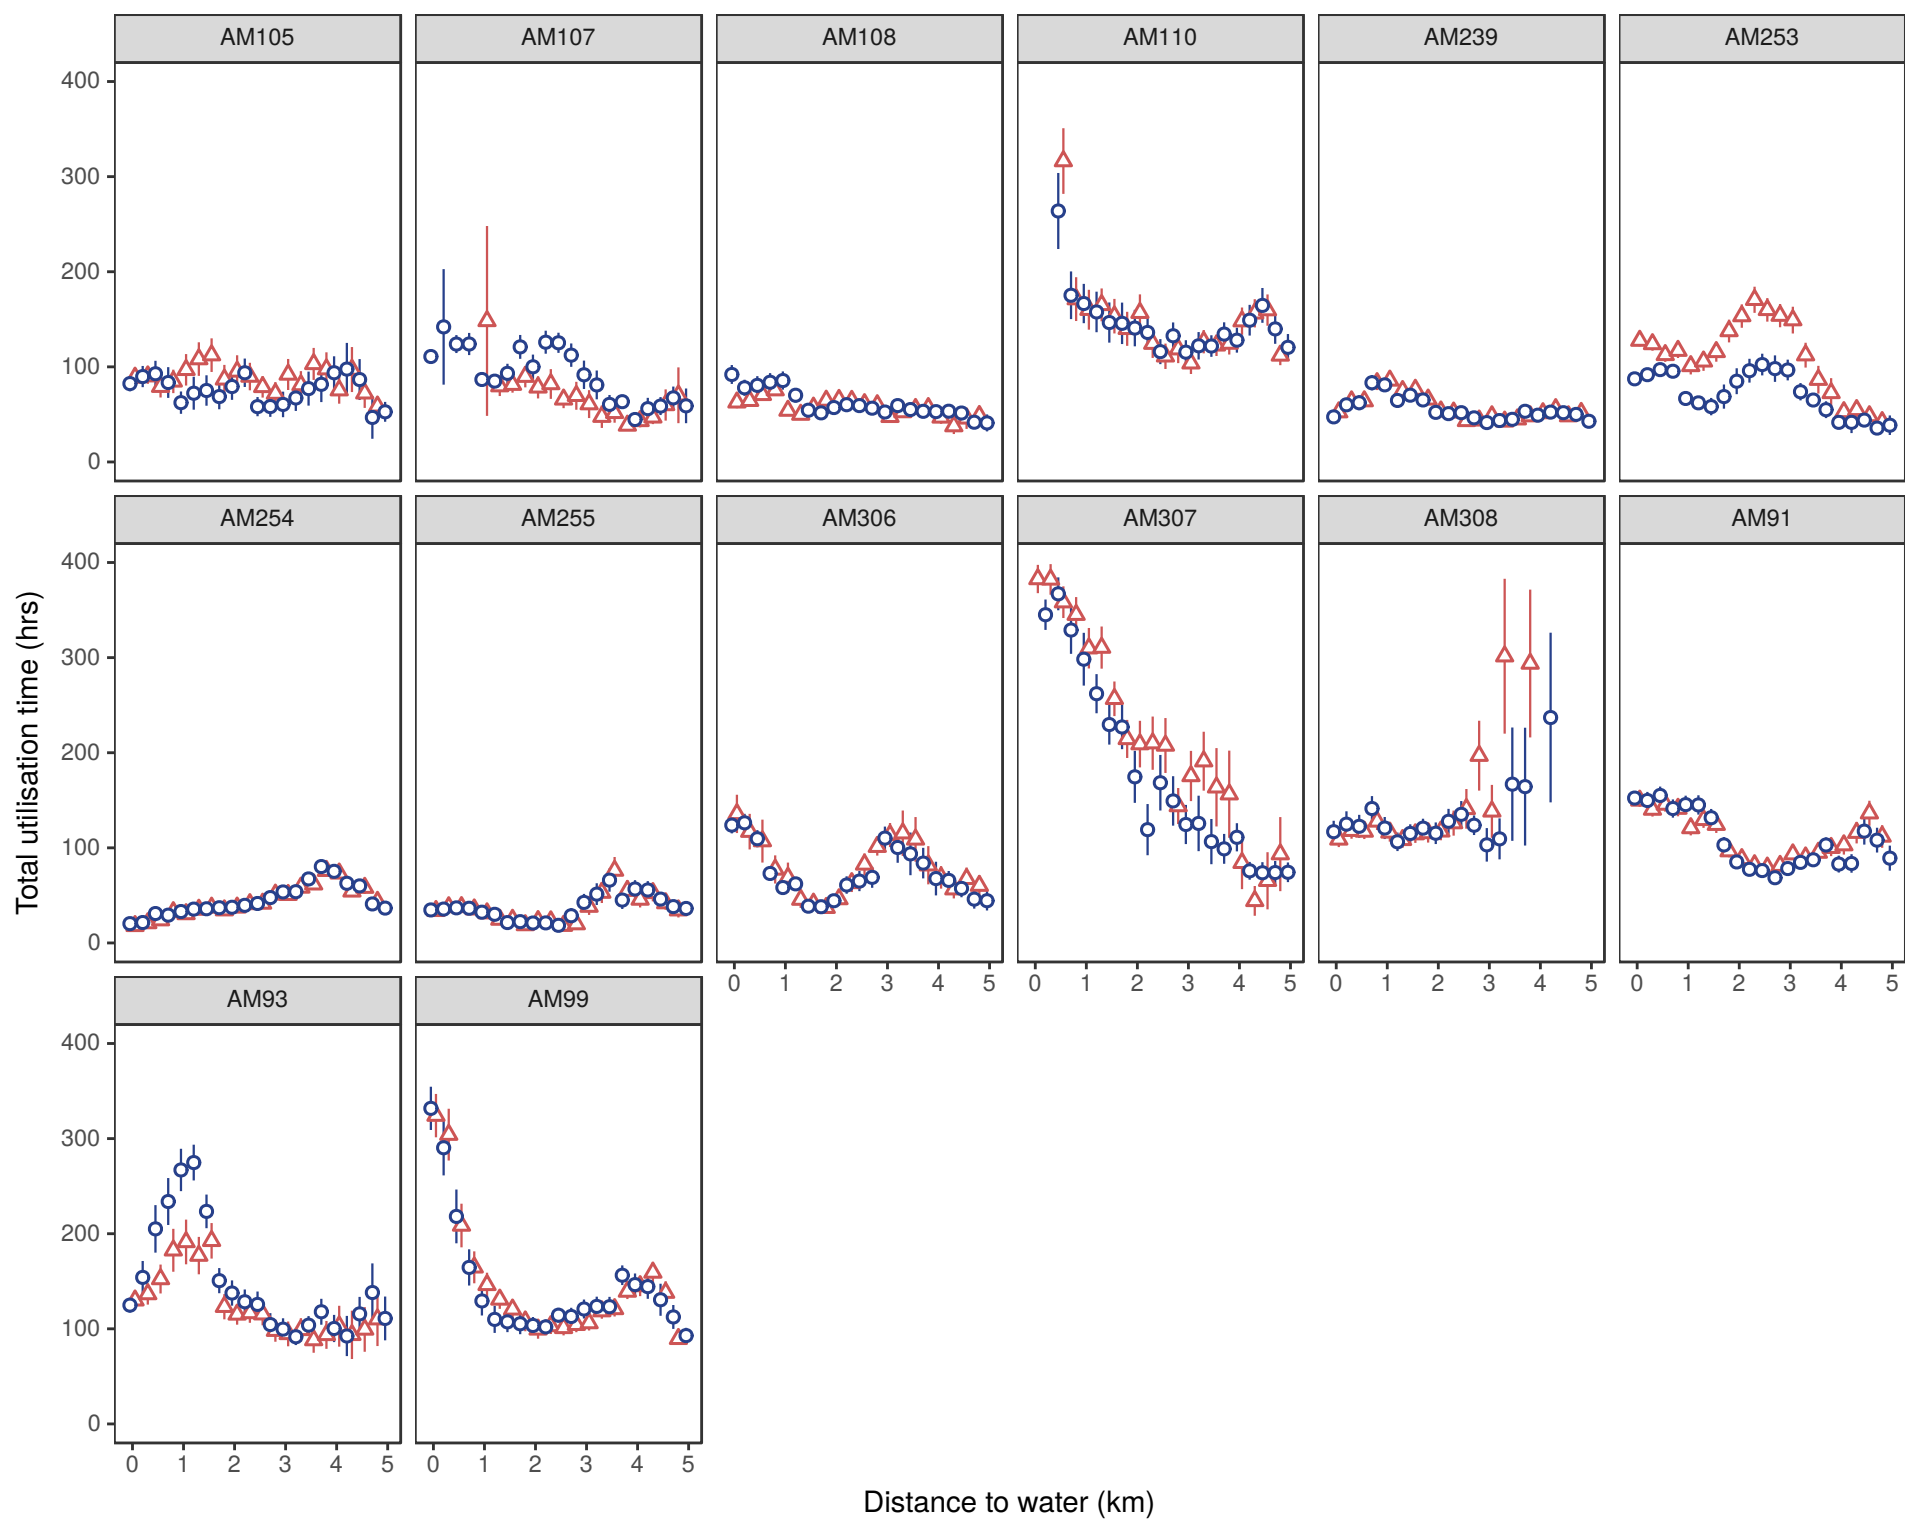 AM105 AM107 AM108 AM110 AM239 AM253
400
300
200
100
0
AM254 AM255 AM306 AM307 AM308 AM91
400
300
200
100
0
0 1 2 3 4 5 0 1 2 3 4 5 0 1 2 3 4 5 0 1 2 3 4 5
AM93 AM99
400
300
200
100
0
0 1 2 3 4 5 0 1 2 3 4 5
Total utilisation time (hrs)
Distance to water (km)